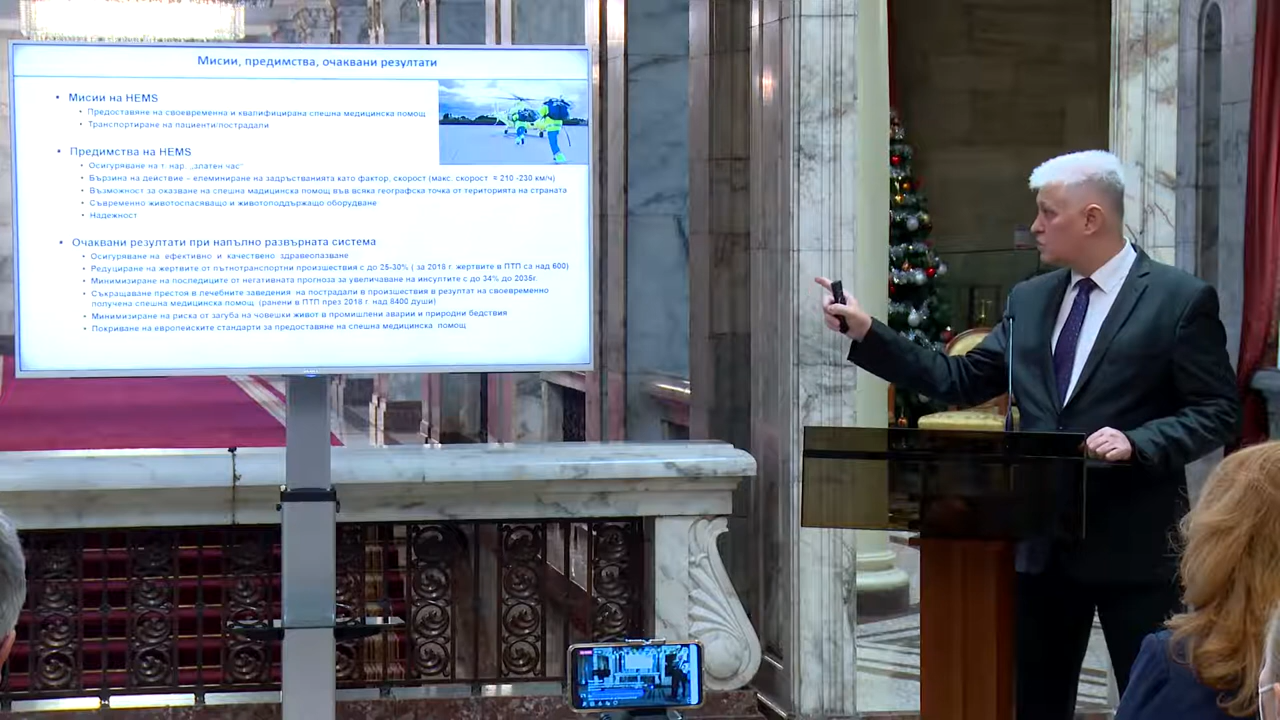 Мисии, предимства, очаквани резултати
• Мисии на HEMS
• Предоставяне на своевременна и квалифицирана спешна медицинска помощ
• Транспортиране на пациенти/пострадали
• Предимства на HEMS
• Осигуряване на т. нар. „златен час“
• Бързина на действие – елеминиране на задръстванията като фактор, скорост (макс. скорост ≈ 210 -230 км/ч)
• Възможност за оказване на спешна мадицинска помощ във всяка географска точка от територията на страната
• Съвременно животоспасяващо и животоподдържащо оборудване
• Надежност
• Очаквани резултати при напълно развърната система
• Осигуряване на ефективно и качествено здравеопазване
• Редуциране на жертвите от пътнотранспортни произшествия с до 25-30% ( за 2018 г. жертвите в ПТП са над 600)
• Минимизиране на последиците от негативната прогноза за увеличаване на инсултите с до 34% до 2035г.
• Съкращаване престоя в лечебните заведения на пострадали в произшествия в резултат на своевременно
получена спешна медицинска помощ (ранени в ПТП през 2018 г. над 8400 души)
• Минимизиране на риска от загуба на човешки живот в промишлени аварии и природни бедствия
• Покриване на европейските стандарти за предоставяне на спешна медицинска помощ